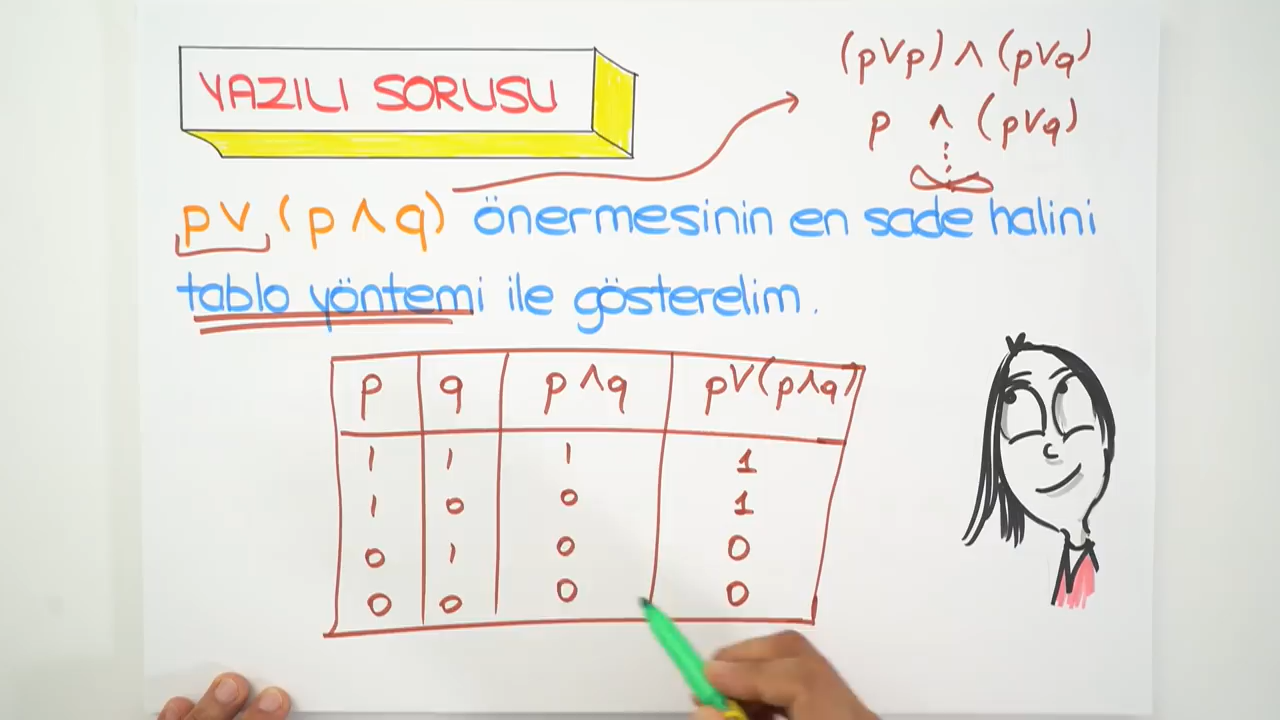 YAZILI SORUSU
(p∨p) ∧ (p∨q)
p ∧ (p∨q)
p∨(p∧q) önermesinin en sade halini
tablo yöntemi ile gösterelim.
p q p∧q p∨(p∧q)
1 1 1 1
1 0 0 1
0 1 0 0
0 0 0 0